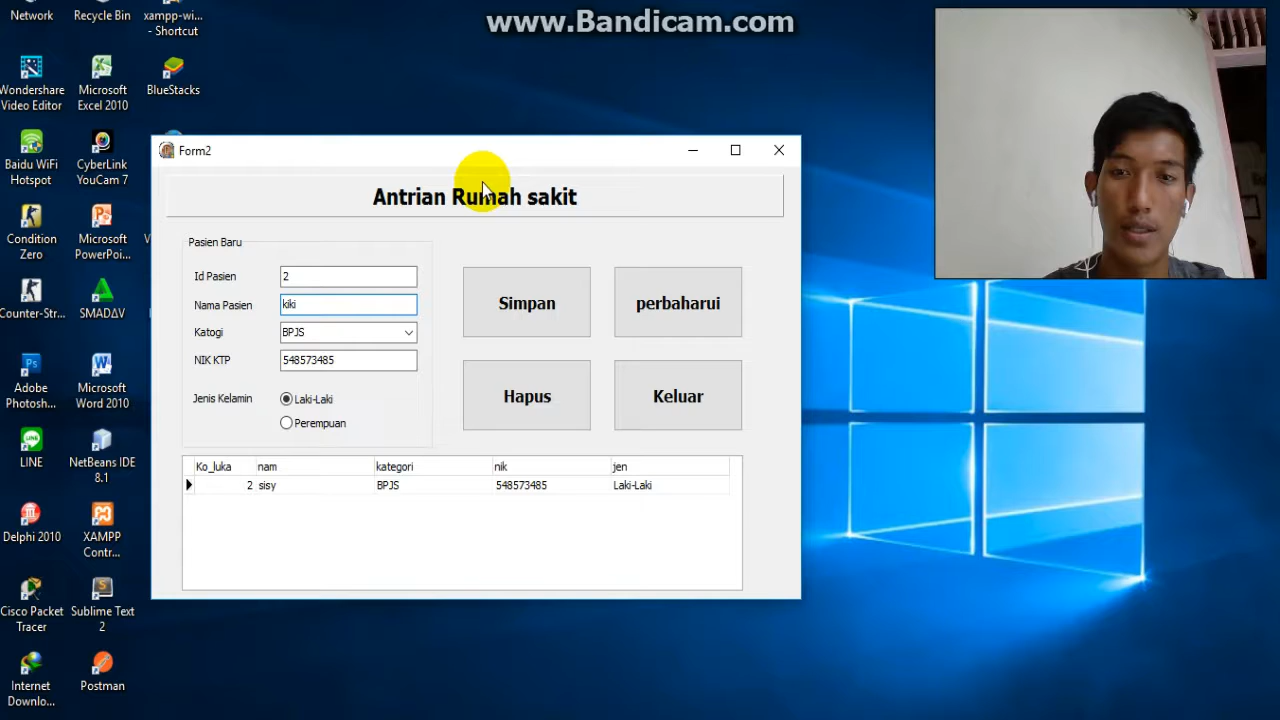 www.Bandicam.com
Network
Recycle Bin
xampp-wi...
- Shortcut
Wondershare
Video Editor
Microsoft
Excel 2010
BlueStacks
Baidu WiFi
Hotspot
CyberLink
YouCam 7
Condition
Zero
Microsoft
PowerPoi...
Counter-Str...
SMADΔV
Adobe
Photosh...
Microsoft
Word 2010
LINE
NetBeans IDE
8.1
Delphi 2010
XAMPP
Contr...
Cisco Packet
Tracer
Sublime Text
2
Internet
Downlo...
Postman
Form2
Antrian Rumah sakit
Pasien Baru
Id Pasien 2
Nama Pasien kiki
Katogi BPJS
NIK KTP 548573485
Jenis Kelamin Laki-Laki
Perempuan
Simpan perbaharui
Hapus Keluar
Ko_luka nam kategori nik jen
2 sisy BPJS 548573485 Laki-Laki